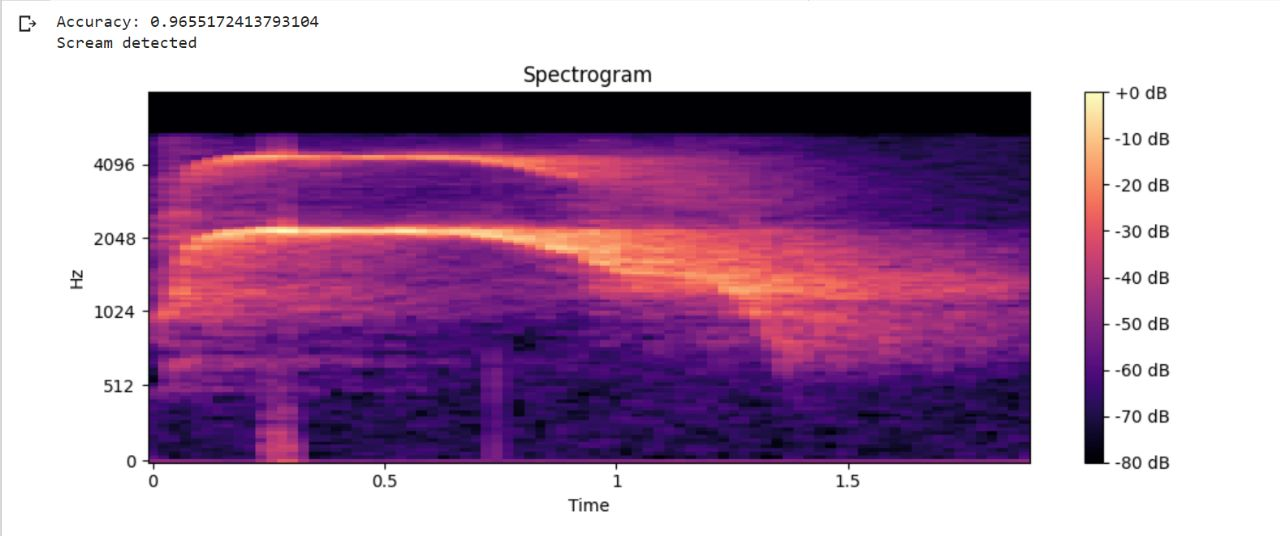 Accuracy: 0.9655172413793104
Scream detected
Spectrogram
+0 dB
-10 dB
-20 dB
-30 dB
-40 dB
-50 dB
-60 dB
-70 dB
-80 dB
4096
2048
1024
512
0
Hz
0
0.5
1
1.5
Time